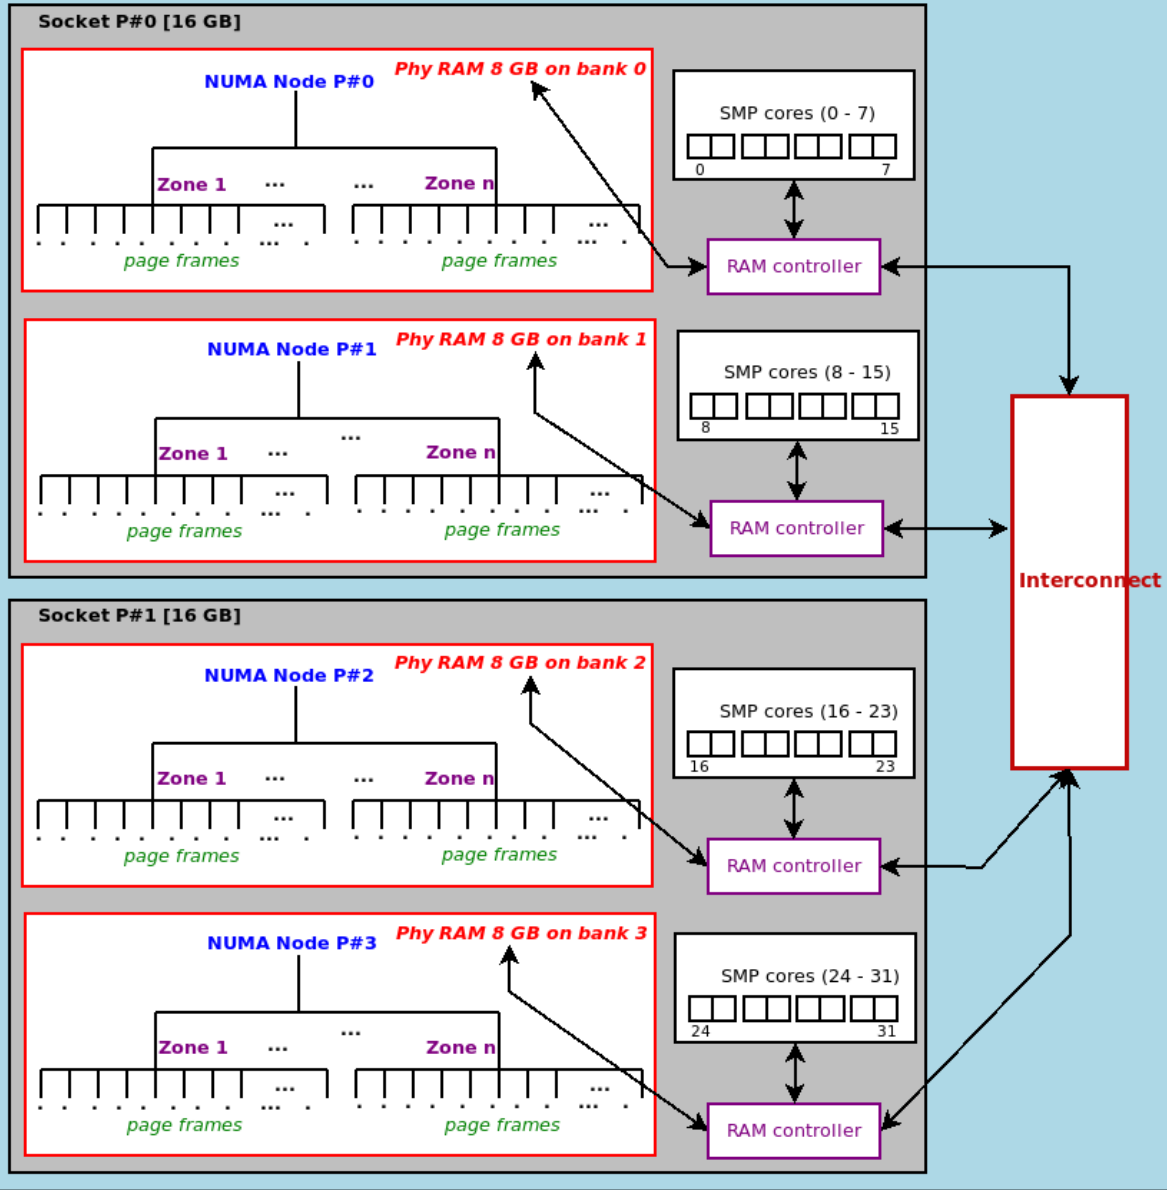 Socket P#0 [16 GB]
Phy RAM 8 GB on bank 0
NUMA Node P#0
SMP cores (0 - 7)
0 7
Zone 1 ... ... Zone n
... ...
. . . . . . . . ... . . . . . . . . . ... .
page frames page frames
RAM controller
Phy RAM 8 GB on bank 1
NUMA Node P#1
SMP cores (8 - 15)
8 15
...
Zone 1 ... Zone n
... ...
. . . . . . . . ... . . . . . . . . . ... .
page frames page frames
RAM controller
Interconnect
Socket P#1 [16 GB]
Phy RAM 8 GB on bank 2
NUMA Node P#2
SMP cores (16 - 23)
16 23
Zone 1 ... ... Zone n
... ...
. . . . . . . . ... . . . . . . . . . ... .
page frames page frames
RAM controller
Phy RAM 8 GB on bank 3
NUMA Node P#3
SMP cores (24 - 31)
24 31
...
Zone 1 ... Zone n
... ...
. . . . . . . . ... . . . . . . . . . ... .
page frames page frames
RAM controller